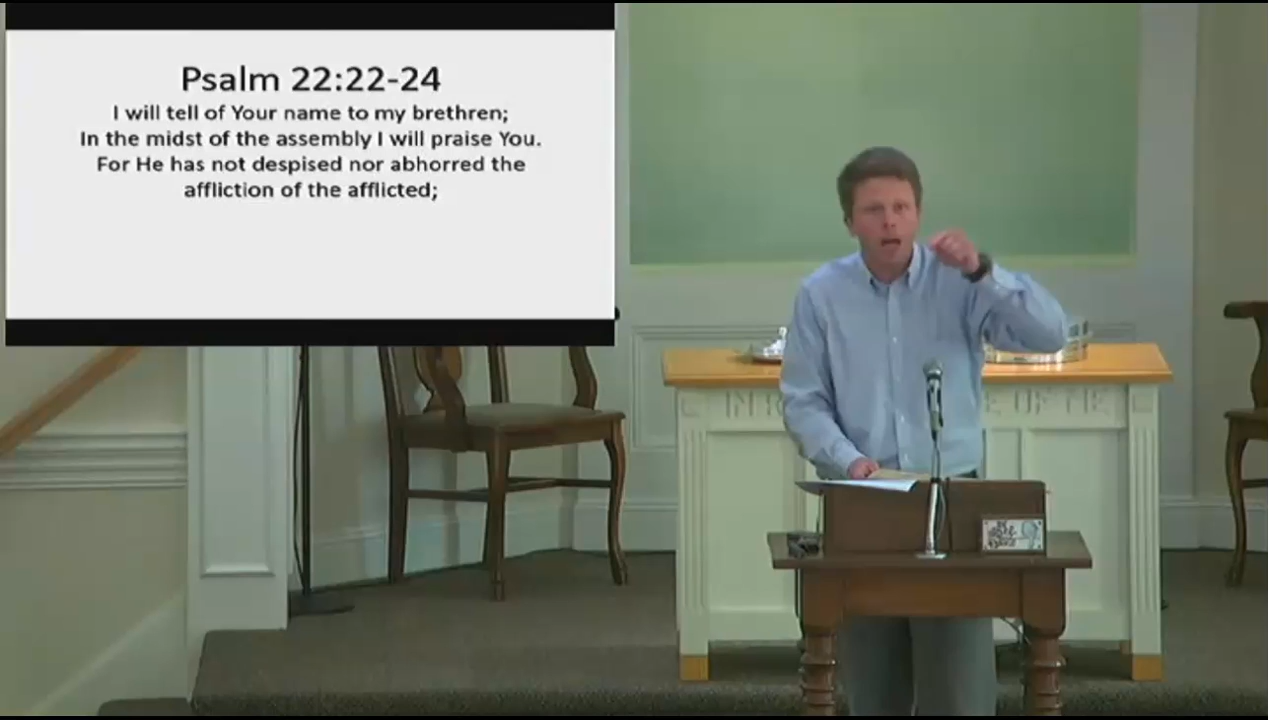 Psalm 22:22-24
I will tell of Your name to my brethren;
In the midst of the assembly I will praise You.
For He has not despised nor abhorred the
affliction of the afflicted;